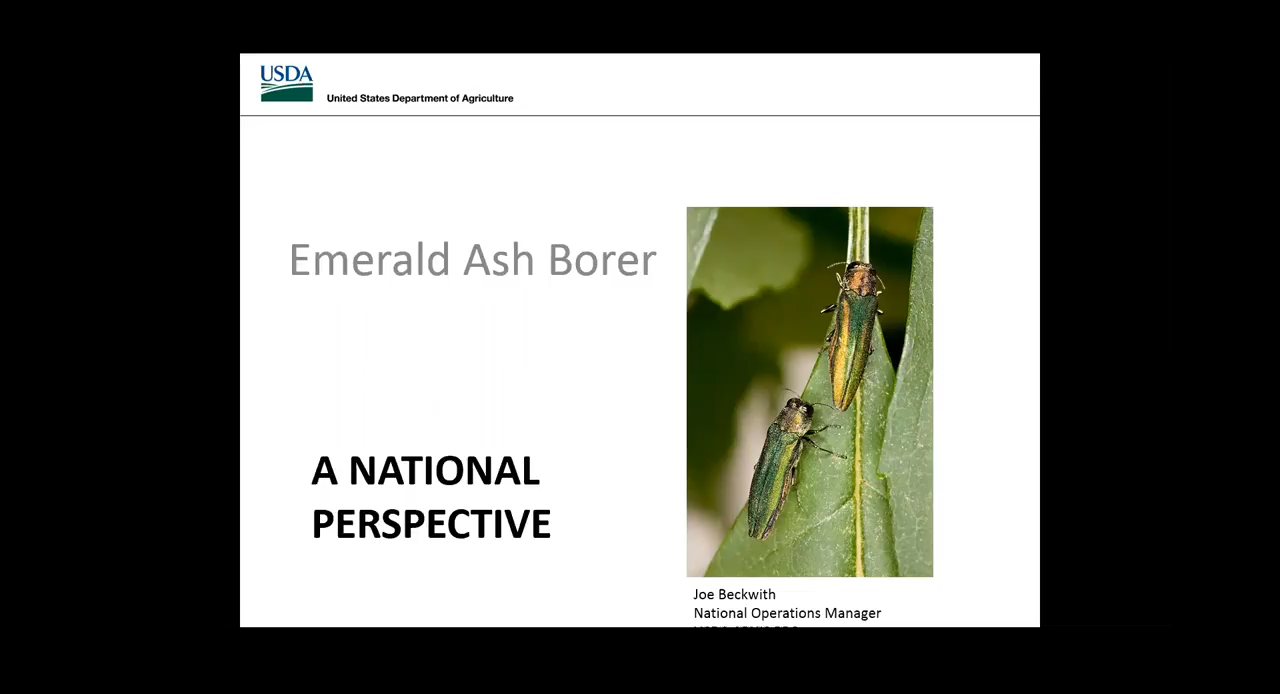 USDA
United States Department of Agriculture
Emerald Ash Borer
A NATIONAL
PERSPECTIVE
Joe Beckwith
National Operations Manager